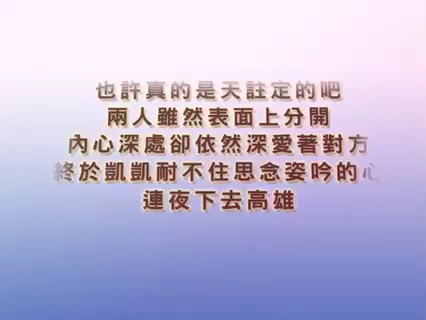 也許真的是天註定的吧
兩人雖然表面上分開
內心深處卻依然深愛著對方
終於凱凱耐不住思念姿吟的心
連夜下去高雄